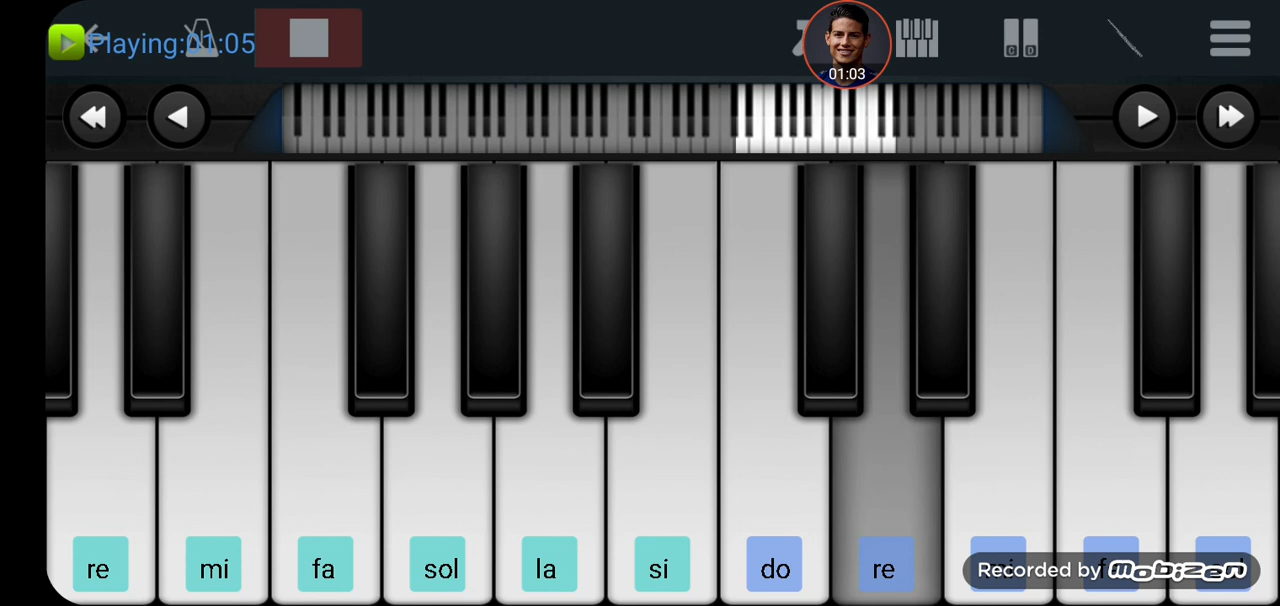 Playing:01:05
01:03
C D
re mi fa sol la si do re
Recorded by mobizen